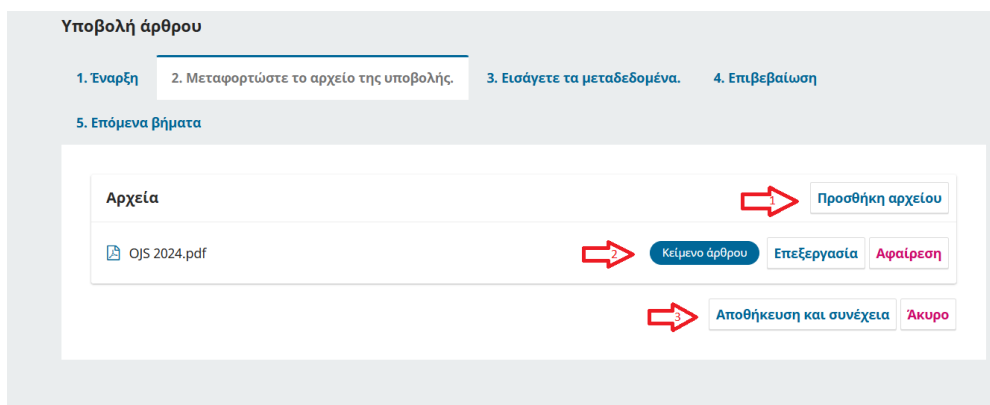 Υποβολή άρθρου
1. Έναρξη 2. Μεταφορτώστε το αρχείο της υποβολής. 3. Εισάγετε τα μεταδεδομένα. 4. Επιβεβαίωση
5. Επόμενα βήματα
Αρχεία 1 Προσθήκη αρχείου
OJS 2024.pdf 2 Κείμενο άρθρου Επεξεργασία Αφαίρεση
3 Αποθήκευση και συνέχεια Άκυρο